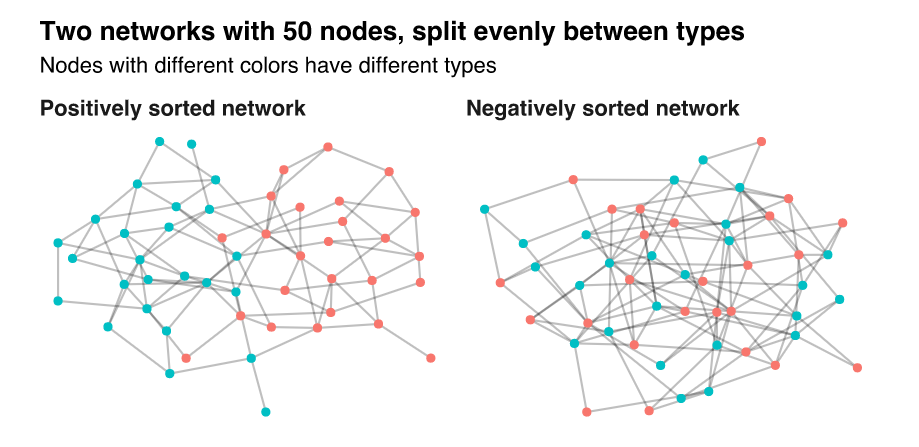 Two networks with 50 nodes, split evenly between types
Nodes with different colors have different types
Positively sorted network
Negatively sorted network